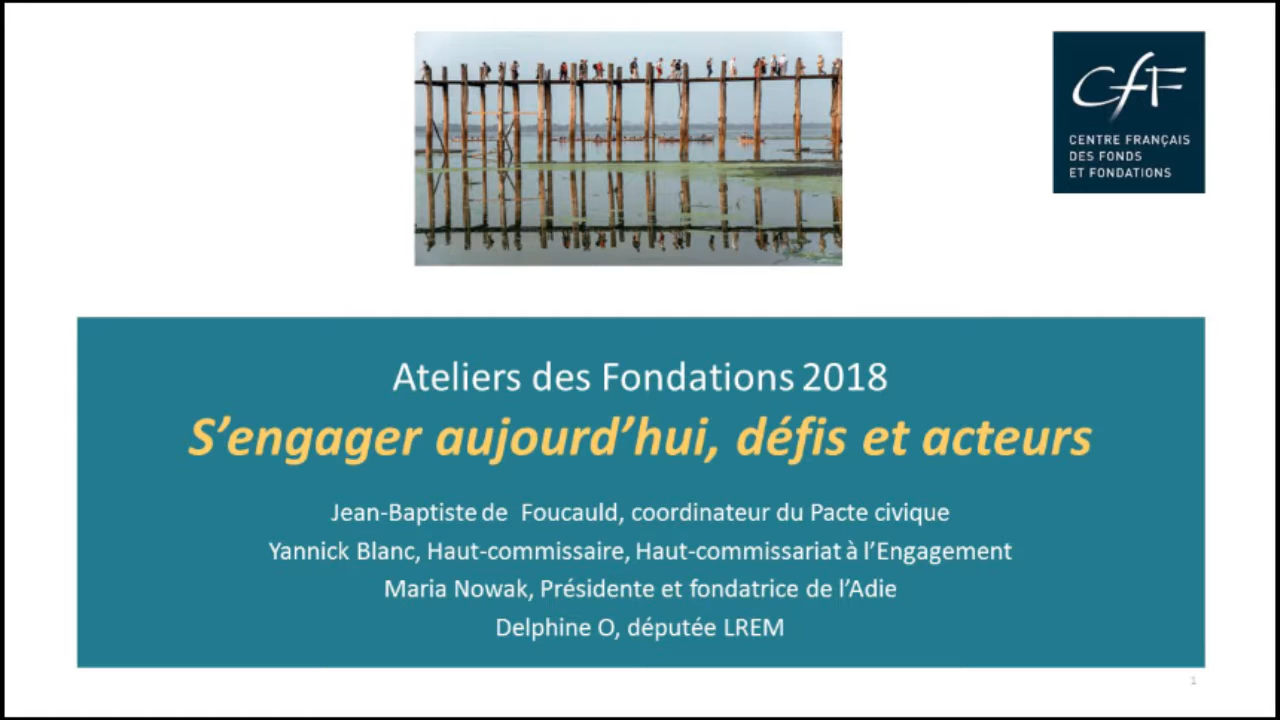 CfF
CENTRE FRANÇAIS
DES FONDS
ET FONDATIONS
Ateliers des Fondations 2018
S’engager aujourd’hui, défis et acteurs
Jean-Baptiste de Foucauld, coordinateur du Pacte civique
Yannick Blanc, Haut-commissaire, Haut-commissariat à l’Engagement
Maria Nowak, Présidente et fondatrice de l’Adie
Delphine O, députée LREM
1